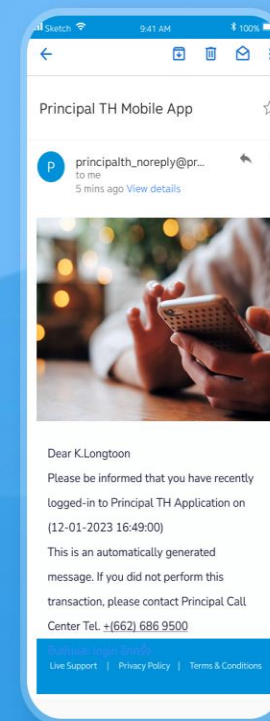 Sketch 9:41 AM 100%
Principal TH Mobile App
P
principalth_noreply@pr...
to me
5 mins ago View details
Dear K.Longtoon
Please be informed that you have recently
logged-in to Principal TH Application on
(12-01-2023 16:49:00)
This is an automatically generated
message. If you did not perform this
transaction, please contact Principal Call
Center Tel. +(662) 686 9500
Live Support | Privacy Policy | Terms & Conditions